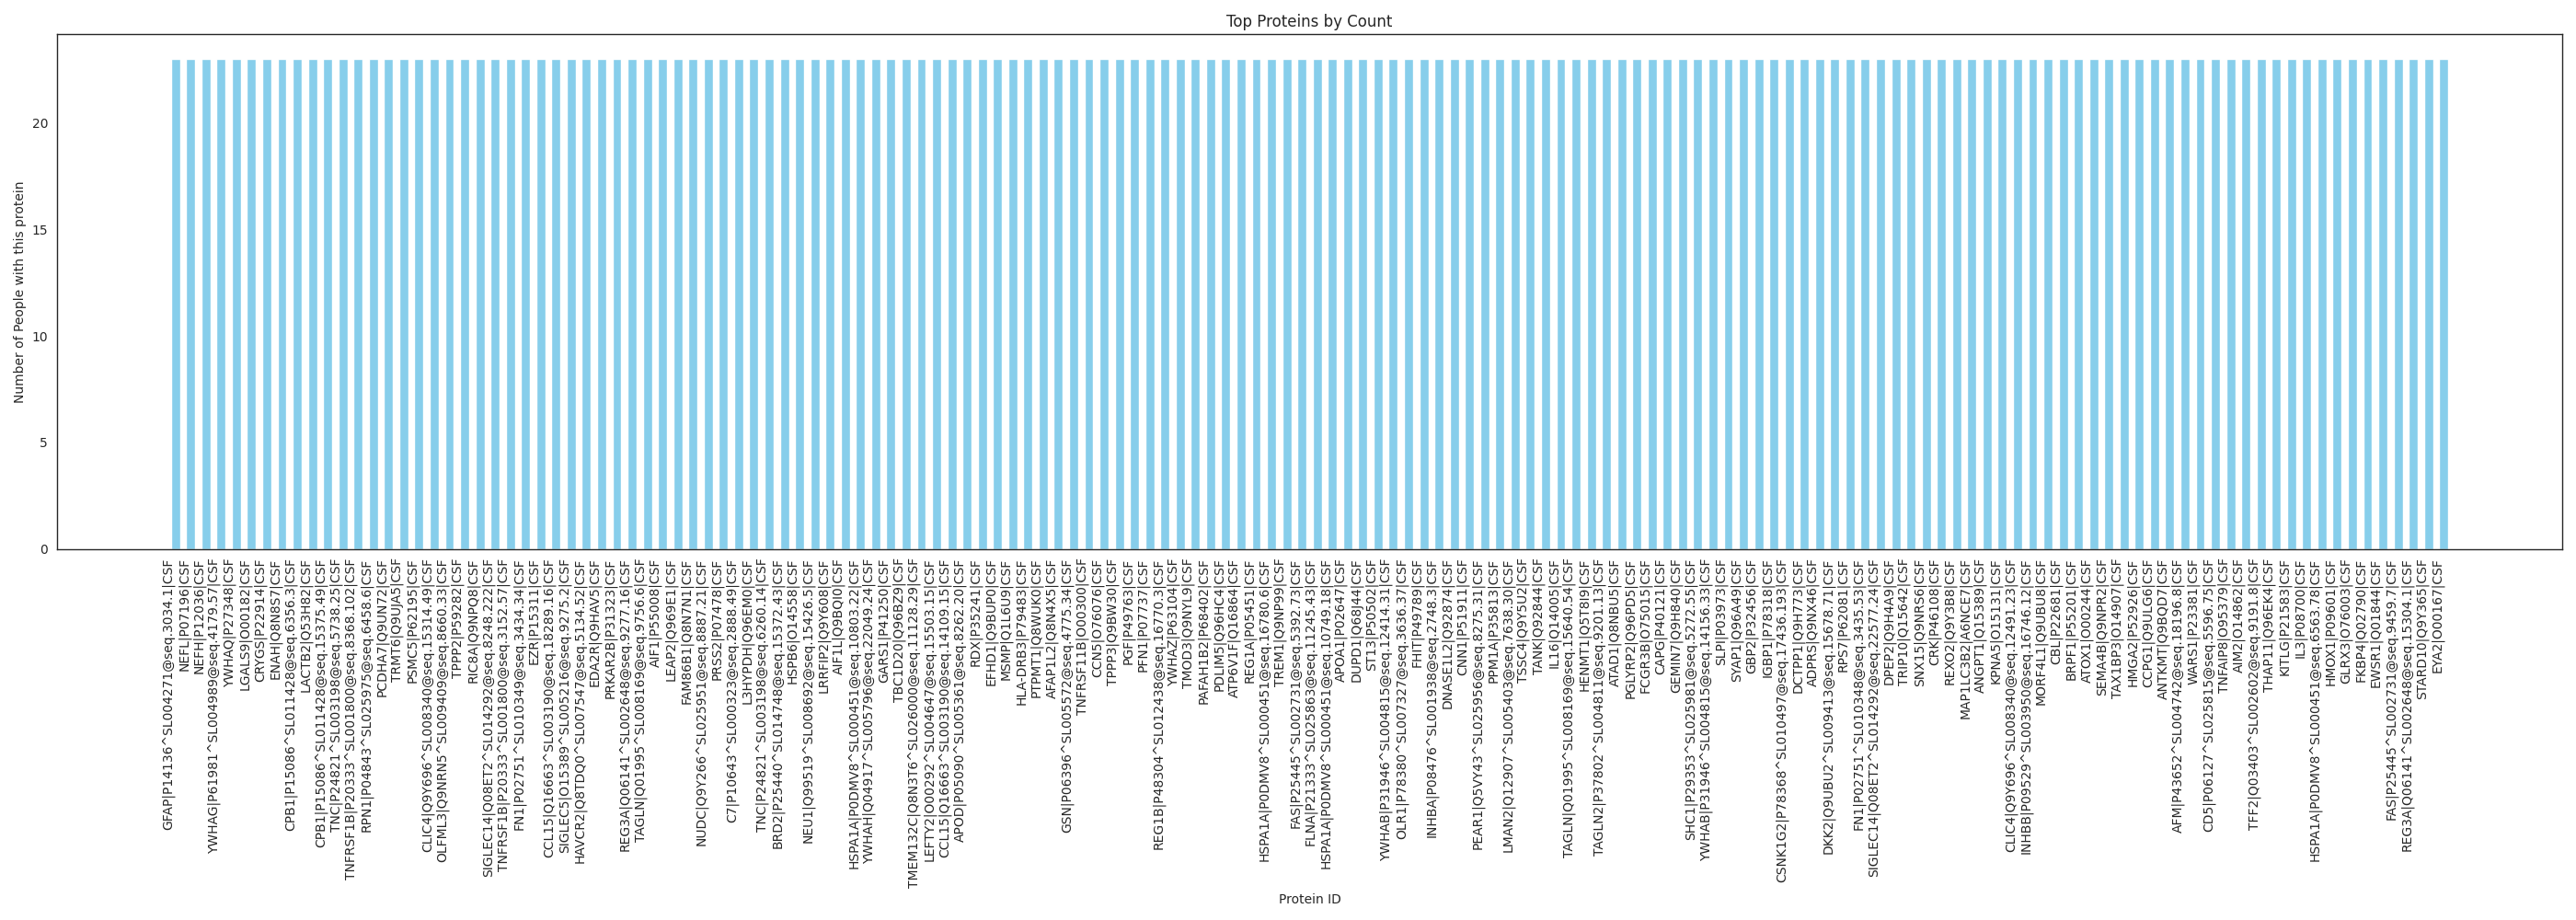 Top Proteins by Count
Number of People with this protein
20
15
10
5
0
GFAP|P14136^SL004271@seq.3034.1|CSF
NEFL|P07196|CSF
NEFH|P12036|CSF
YWHAG|P61981^SL004989@seq.4179.57|CSF
YWHAQ|P27348|CSF
LGALS9|O00182|CSF
CRYGS|P22914|CSF
ENAH|Q8N8S7|CSF
CPB1|P15086^SL011428@seq.6356.3|CSF
LACTB2|Q53H82|CSF
CPB1|P15086^SL011428@seq.15375.49|CSF
TNC|P24821^SL003198@seq.5738.25|CSF
TNFRSF1B|P20333^SL001800@seq.8368.102|CSF
RPN1|P04843^SL025975@seq.6458.6|CSF
PCDHA7|Q9UN72|CSF
TRMT6|Q9UJA5|CSF
PSMC5|P62195|CSF
CLIC4|Q9Y696^SL008340@seq.15314.49|CSF
OLFML3|Q9NRN5^SL009409@seq.8660.33|CSF
TPP2|P59282|CSF
RIC8A|Q9NPQ8|CSF
SIGLEC14|Q08ET2^SL014292@seq.8248.222|CSF
TNFRSF1B|P20333^SL001800@seq.3152.57|CSF
FN1|P02751^SL010349@seq.3434.34|CSF
EZR|P15311|CSF
CCL15|Q16663^SL003190@seq.18289.16|CSF
SIGLEC5|O15389^SL005216@seq.9275.2|CSF
HAVCR2|Q8TDQ0^SL007547@seq.5134.52|CSF
EDA2R|Q9HAV5|CSF
PRKAR2B|P31323|CSF
REG3A|Q06141^SL002648@seq.9277.16|CSF
TAGLN|Q01995^SL008169@seq.9756.6|CSF
AIF1|P55008|CSF
LEAP2|Q969E1|CSF
FAM86B1|Q8N7N1|CSF
NUDC|Q9Y266^SL025951@seq.8887.21|CSF
PRSS2|P07478|CSF
C7|P10643^SL000323@seq.2888.49|CSF
L3HYPDH|Q96EM0|CSF
TNC|P24821^SL003198@seq.6260.14|CSF
BRD2|P25440^SL014748@seq.15372.43|CSF
HSPB6|O14558|CSF
NEU1|Q99519^SL008692@seq.15426.5|CSF
LRRFIP2|Q9Y608|CSF
AIF1L|Q9BQI0|CSF
HSPA1A|P0DMV8^SL000451@seq.10803.22|CSF
YWHAH|Q04917^SL005796@seq.22049.24|CSF
GARS1|P41250|CSF
TBC1D20|Q96BZ9|CSF
TMEM132C|Q8N3T6^SL026000@seq.11128.29|CSF
LEFTY2|O00292^SL004647@seq.15503.15|CSF
CCL15|Q16663^SL003190@seq.14109.15|CSF
APOD|P05090^SL005361@seq.8262.20|CSF
RDX|P35241|CSF
EFHD1|Q9BUP0|CSF
MSMP|Q1L6U9|CSF
HLA-DRB3|P79483|CSF
PTPMT1|Q8WUK0|CSF
AFAP1L2|Q8N4X5|CSF
GSN|P06396^SL005572@seq.4775.34|CSF
TNFRSF11B|O00300|CSF
CCN5|O76076|CSF
TPPP3|Q9BW30|CSF
PGF|P49763|CSF
PFN1|P07737|CSF
REG1B|P48304^SL012438@seq.16770.3|CSF
YWHAZ|P63104|CSF
TMOD3|Q9NYL9|CSF
PAFAH1B2|P68402|CSF
PDLIM5|Q96HC4|CSF
ATP6V1F|Q16864|CSF
REG1A|P05451|CSF
HSPA1A|P0DMV8^SL000451@seq.16780.6|CSF
TREM1|Q9NP99|CSF
FAS|P25445^SL002731@seq.5392.73|CSF
FLNA|P21333^SL025863@seq.11245.43|CSF
HSPA1A|P0DMV8^SL000451@seq.10749.18|CSF
APOA1|P02647|CSF
DUPD1|Q68J44|CSF
ST13|P50502|CSF
YWHAB|P31946^SL004815@seq.12414.31|CSF
OLR1|P78380^SL007327@seq.3636.37|CSF
FHIT|P49789|CSF
INHBA|P08476^SL001938@seq.2748.3|CSF
DNASE1L2|Q92874|CSF
CNN1|P51911|CSF
PEAR1|Q5VY43^SL025956@seq.8275.31|CSF
PPM1A|P35813|CSF
LMAN2|Q12907^SL005403@seq.7638.30|CSF
TSSC4|Q9Y5U2|CSF
TANK|Q92844|CSF
IL16|Q14005|CSF
TAGLN|Q01995^SL008169@seq.15640.54|CSF
HENMT1|Q5T8I9|CSF
TAGLN2|P37802^SL004811@seq.9201.13|CSF
ATAD1|Q8NBU5|CSF
PGLYRP2|Q96PD5|CSF
FCGR3B|O75015|CSF
CAPG|P40121|CSF
GEMIN7|Q9H840|CSF
SHC1|P29353^SL025981@seq.5272.55|CSF
YWHAB|P31946^SL004815@seq.14156.33|CSF
SLPI|P03973|CSF
SYAP1|Q96A49|CSF
GBP2|P32456|CSF
IGBP1|P78318|CSF
CSNK1G2|P78368^SL010497@seq.17436.193|CSF
DCTPP1|Q9H773|CSF
ADPRS|Q9NX46|CSF
DKK2|Q9UBU2^SL009413@seq.15678.71|CSF
RPS7|P62081|CSF
FN1|P02751^SL010348@seq.3435.53|CSF
SIGLEC14|Q08ET2^SL014292@seq.22577.24|CSF
DPEP2|Q9H4A9|CSF
TRIP10|Q15642|CSF
SNX15|Q9NRS6|CSF
CRK|P46108|CSF
REXO2|Q9Y3B8|CSF
MAP1LC3B2|A6NCE7|CSF
ANGPT1|Q15389|CSF
KPNA5|O15131|CSF
CLIC4|Q9Y696^SL008340@seq.12491.23|CSF
INHBB|P09529^SL003950@seq.16746.12|CSF
MORF4L1|Q9UBU8|CSF
CBL|P22681|CSF
BRPF1|P55201|CSF
ATOX1|O00244|CSF
SEMA4B|Q9NPR2|CSF
TAX1BP3|O14907|CSF
HMGA2|P52926|CSF
CCPG1|Q9ULG6|CSF
ANTKMT|Q9BQD7|CSF
AFM|P43652^SL004742@seq.18196.8|CSF
WARS1|P23381|CSF
CD5|P06127^SL025815@seq.5596.75|CSF
TNFAIP8|O95379|CSF
AIM2|O14862|CSF
TFF2|Q03403^SL002602@seq.9191.8|CSF
THAP11|Q96EK4|CSF
KITLG|P21583|CSF
IL3|P08700|CSF
HSPA1A|P0DMV8^SL000451@seq.6563.78|CSF
HMOX1|P09601|CSF
GLRX3|O76003|CSF
FKBP4|Q02790|CSF
EWSR1|Q01844|CSF
FAS|P25445^SL002731@seq.9459.7|CSF
REG3A|Q06141^SL002648@seq.15304.1|CSF
STARD10|Q9Y365|CSF
EYA2|O00167|CSF
Protein ID